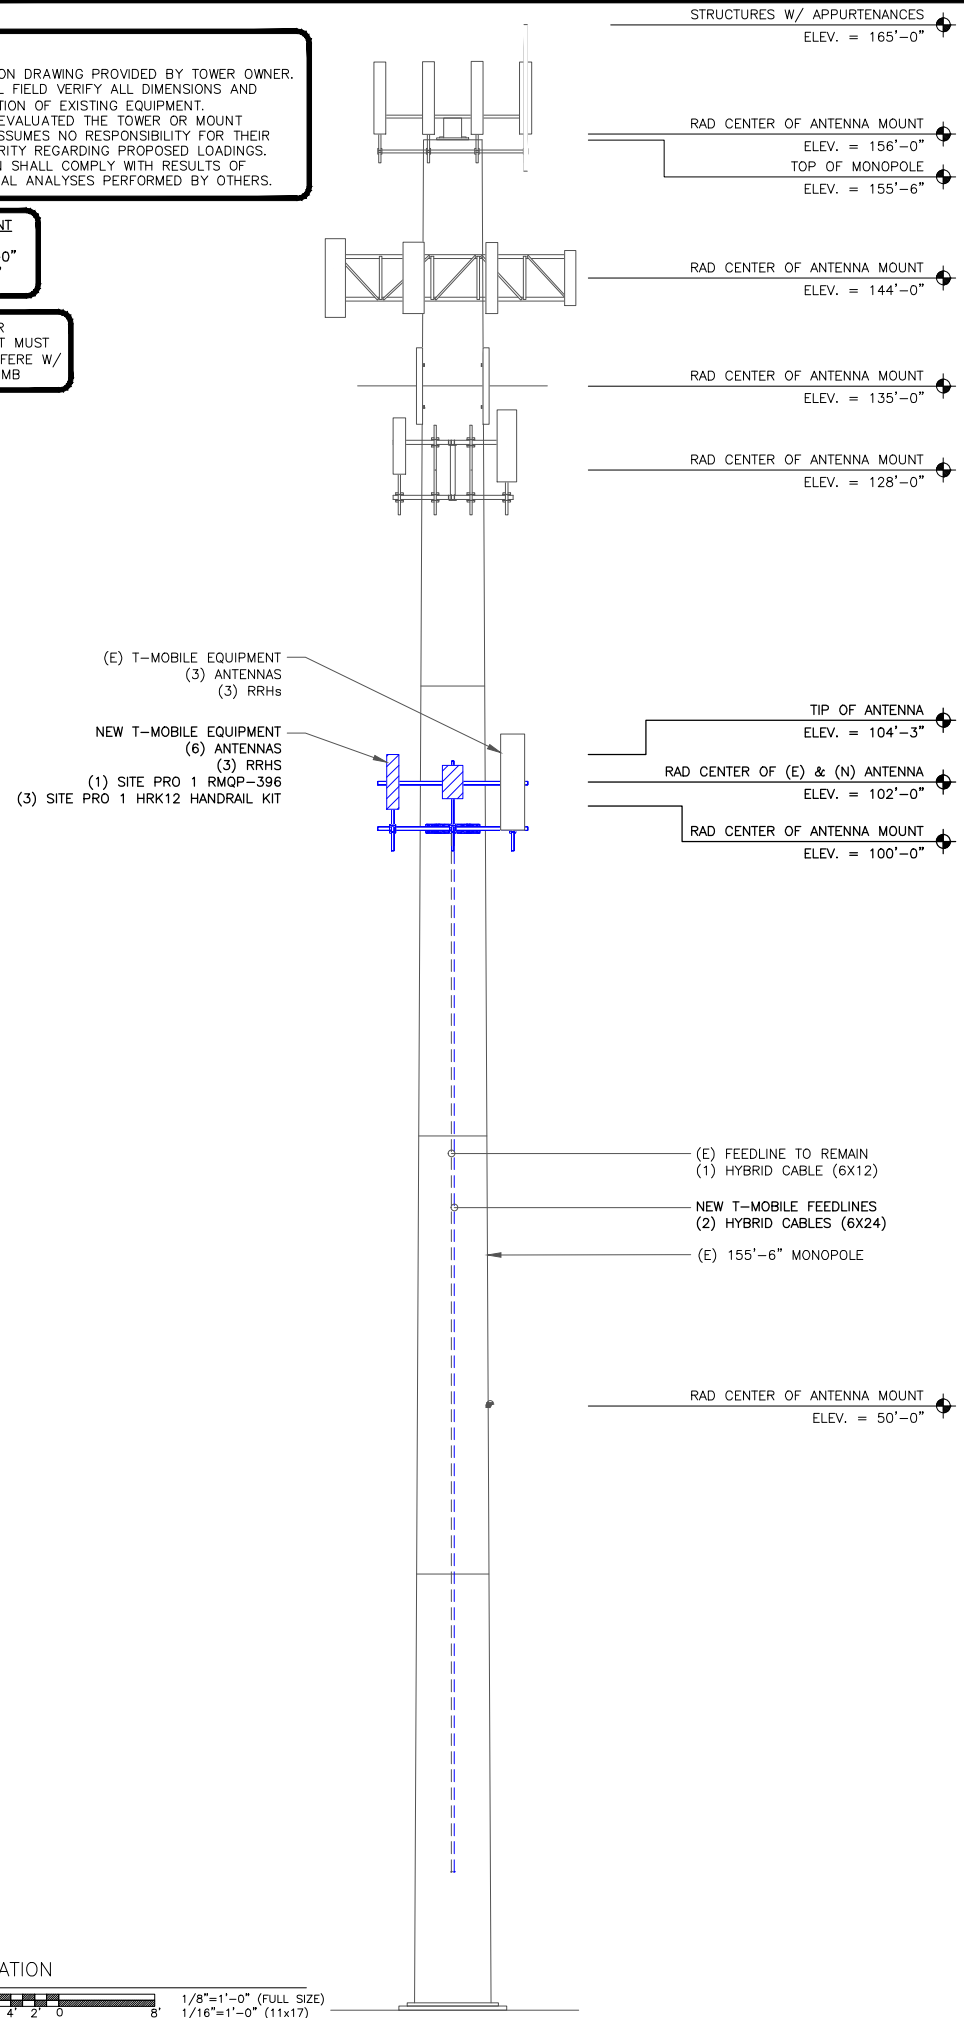 STRUCTURES W/ APPURTENANCES
ELEV. = 165'-0"
ON DRAWING PROVIDED BY TOWER OWNER.
FIELD VERIFY ALL DIMENSIONS AND
OF EXISTING EQUIPMENT.
EVALUATED THE TOWER OR MOUNT
NO RESPONSIBILITY FOR THEIR
REGARDING PROPOSED LOADINGS.
SHALL COMPLY WITH RESULTS OF
ANALYSES PERFORMED BY OTHERS.
RAD CENTER OF ANTENNA MOUNT
ELEV. = 156'-0"
TOP OF MONOPOLE
ELEV. = 155'-6"
RAD CENTER OF ANTENNA MOUNT
ELEV. = 144'-0"
MUST
W/
RAD CENTER OF ANTENNA MOUNT
ELEV. = 135'-0"
RAD CENTER OF ANTENNA MOUNT
ELEV. = 128'-0"
(E) T-MOBILE EQUIPMENT
(3) ANTENNAS
(3) RRHs
NEW T-MOBILE EQUIPMENT
(6) ANTENNAS
(3) RRHS
(1) SITE PRO 1 RMQP-396
(3) SITE PRO 1 HRK12 HANDRAIL KIT
TIP OF ANTENNA
ELEV. = 104'-3"
RAD CENTER OF (E) & (N) ANTENNA
ELEV. = 102'-0"
RAD CENTER OF ANTENNA MOUNT
ELEV. = 100'-0"
(E) FEEDLINE TO REMAIN
(1) HYBRID CABLE (6X12)
NEW T-MOBILE FEEDLINES
(2) HYBRID CABLES (6X24)
(E) 155'-6" MONOPOLE
RAD CENTER OF ANTENNA MOUNT
ELEV. = 50'-0"
4' 2' 0 8'
1/8"=1'-0" (FULL SIZE)
1/16"=1'-0" (11x17)